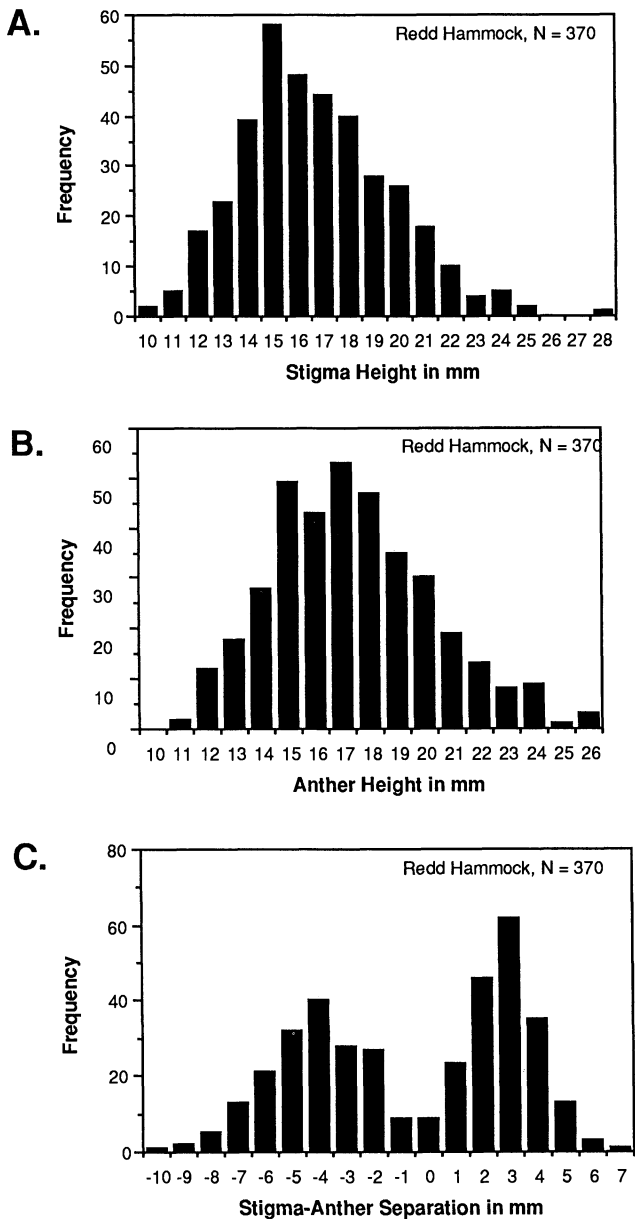 A.
Redd Hammock, N = 370
Frequency
60
50
40
30
20
10
0
10 11 12 13 14 15 16 17 18 19 20 21 22 23 24 25 26 27 28
Stigma Height in mm
B.
Redd Hammock, N = 370
Frequency
60
50
40
30
20
10
0
10 11 12 13 14 15 16 17 18 19 20 21 22 23 24 25 26
Anther Height in mm
C.
Redd Hammock, N = 370
Frequency
80
60
40
20
0
-10 -9 -8 -7 -6 -5 -4 -3 -2 -1 0 1 2 3 4 5 6 7
Stigma-Anther Separation in mm